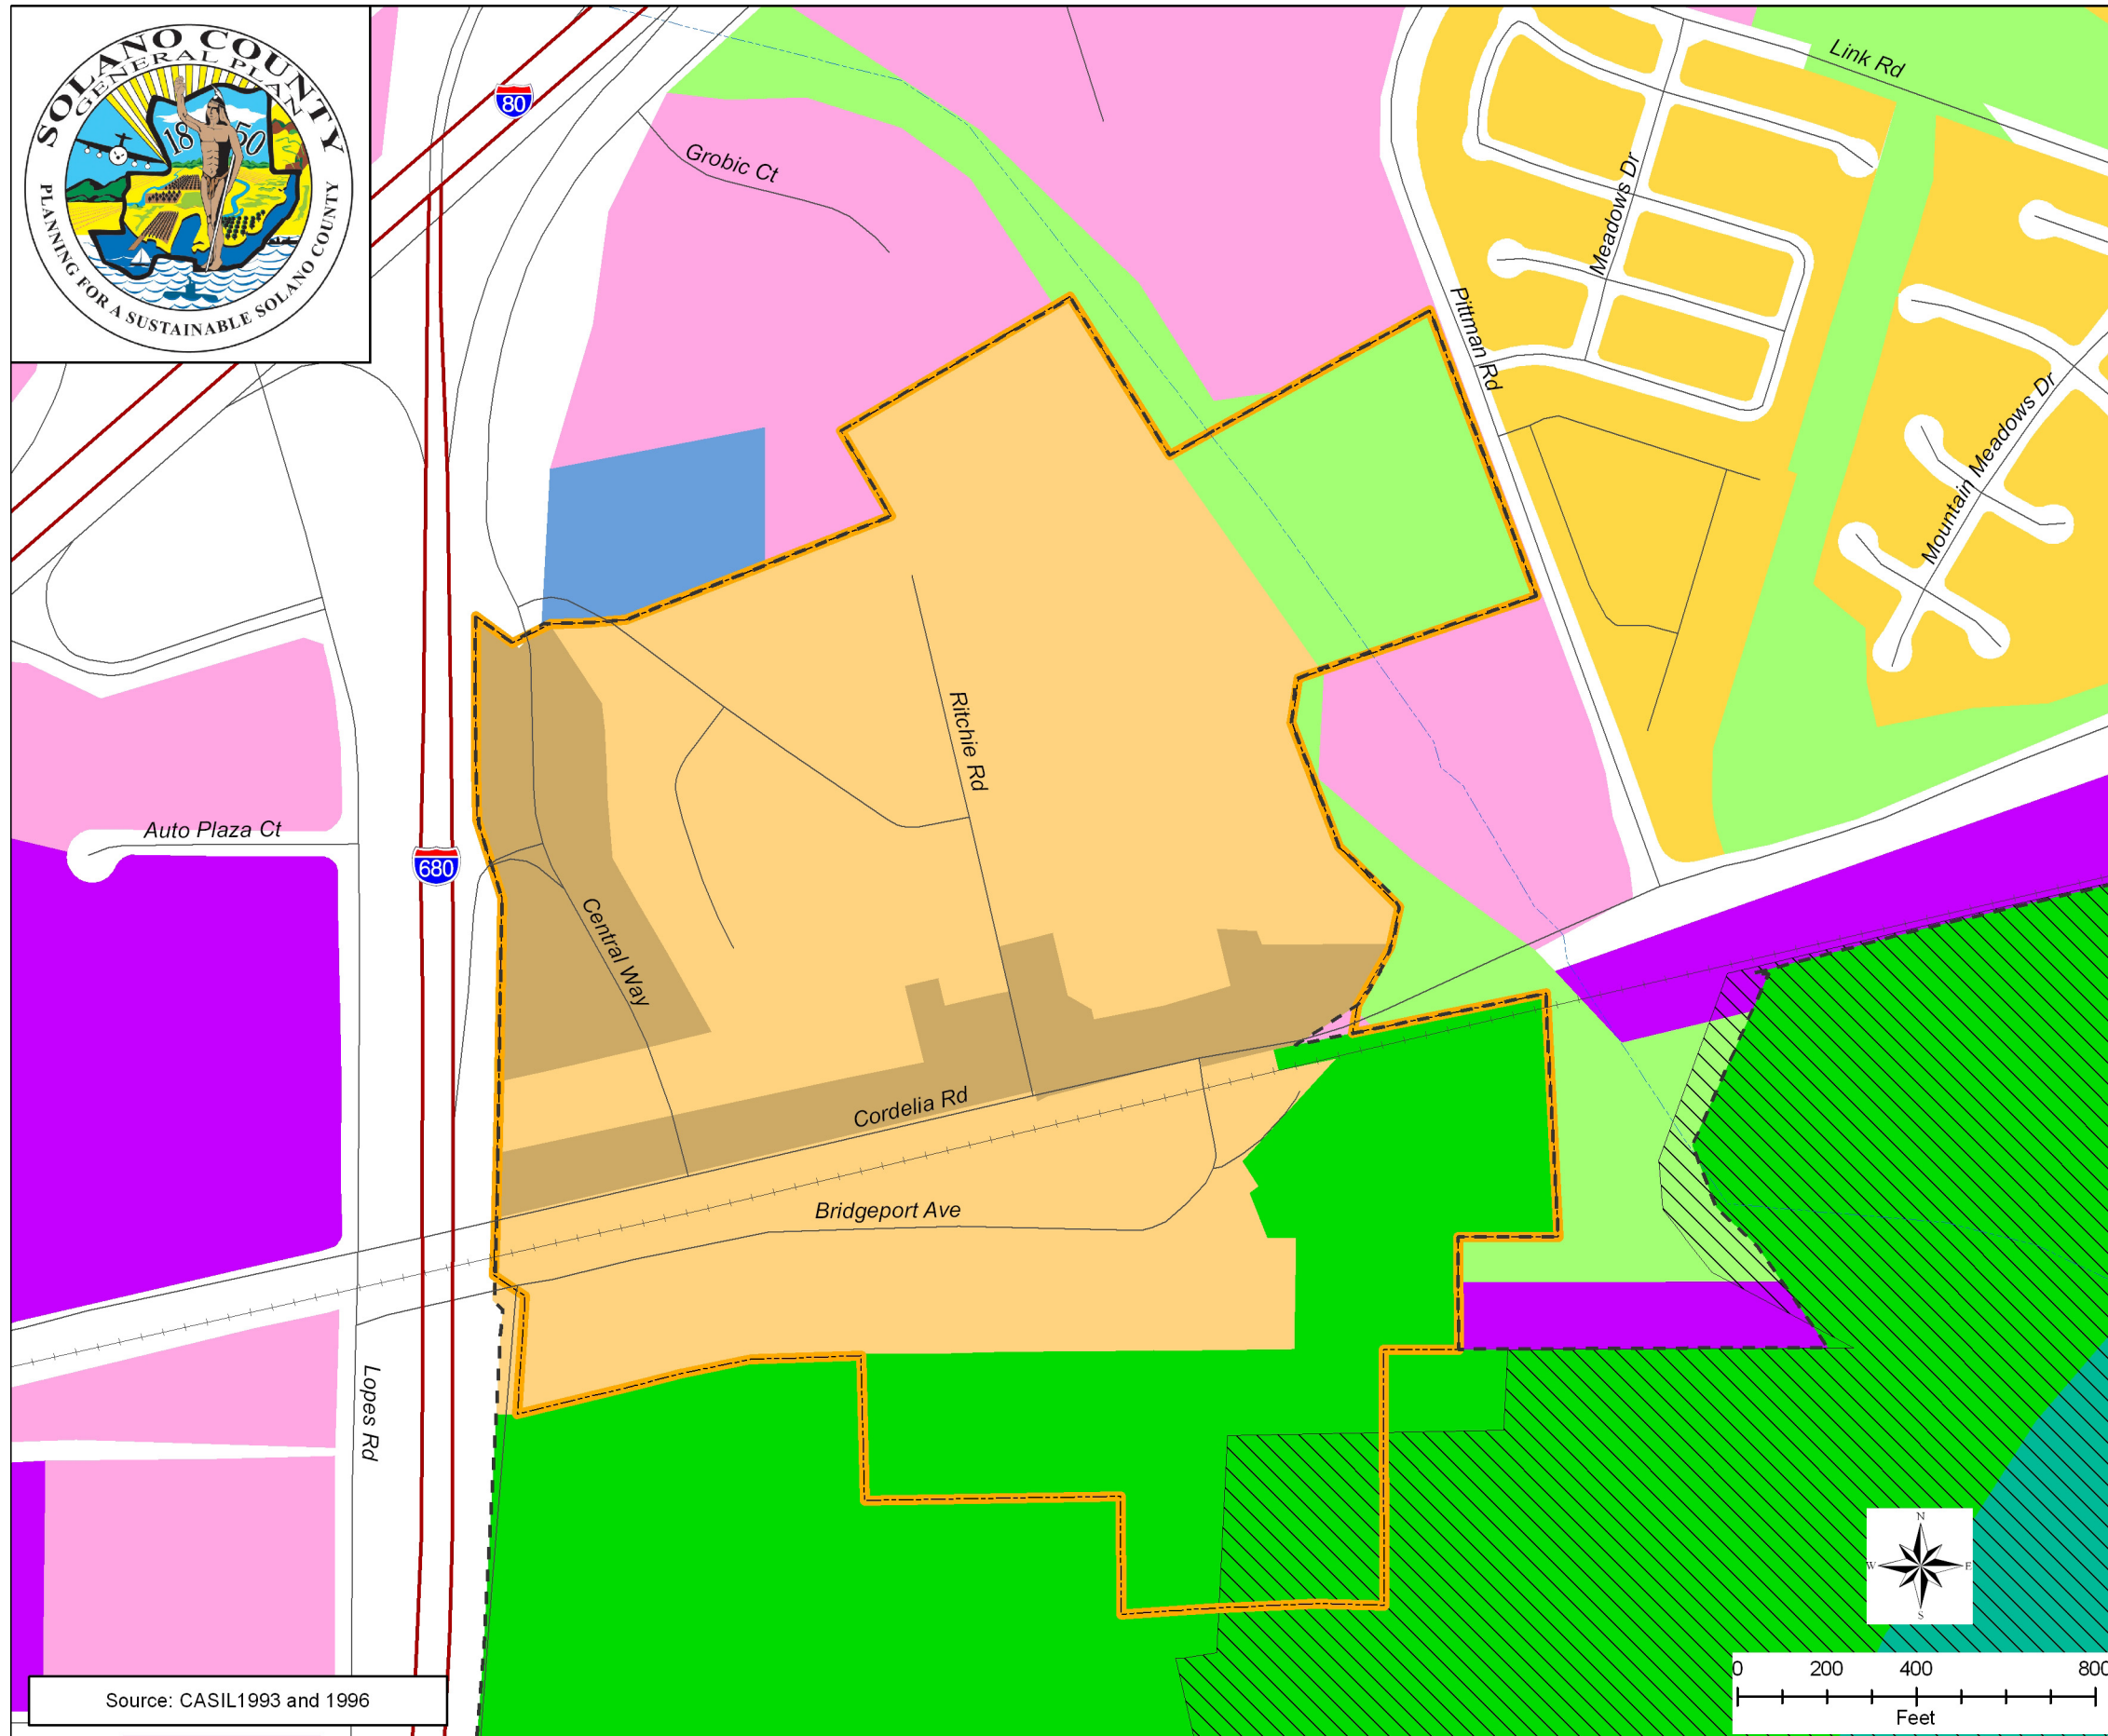 SOLANO COUNTY
GENERAL PLAN
18 50
PLANNING FOR A SUSTAINABLE SOLANO COUNTY
80
Link Rd
Grobic Ct
Meadows Dr
Pittman Rd
Mountain Meadows Dr
Ritchie Rd
Auto Plaza Ct
680
Central Way
Cordelia Rd
Bridgeport Ave
Lopes Rd
N
W E
S
Source: CASIL1993 and 1996
0 200 400 800
Feet